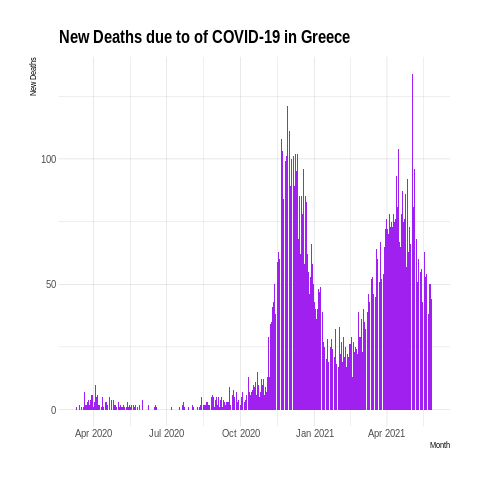 New Deaths due to of COVID-19 in Greece
New Deaths
100
50
0
Apr 2020 Jul 2020 Oct 2020 Jan 2021 Apr 2021
Month